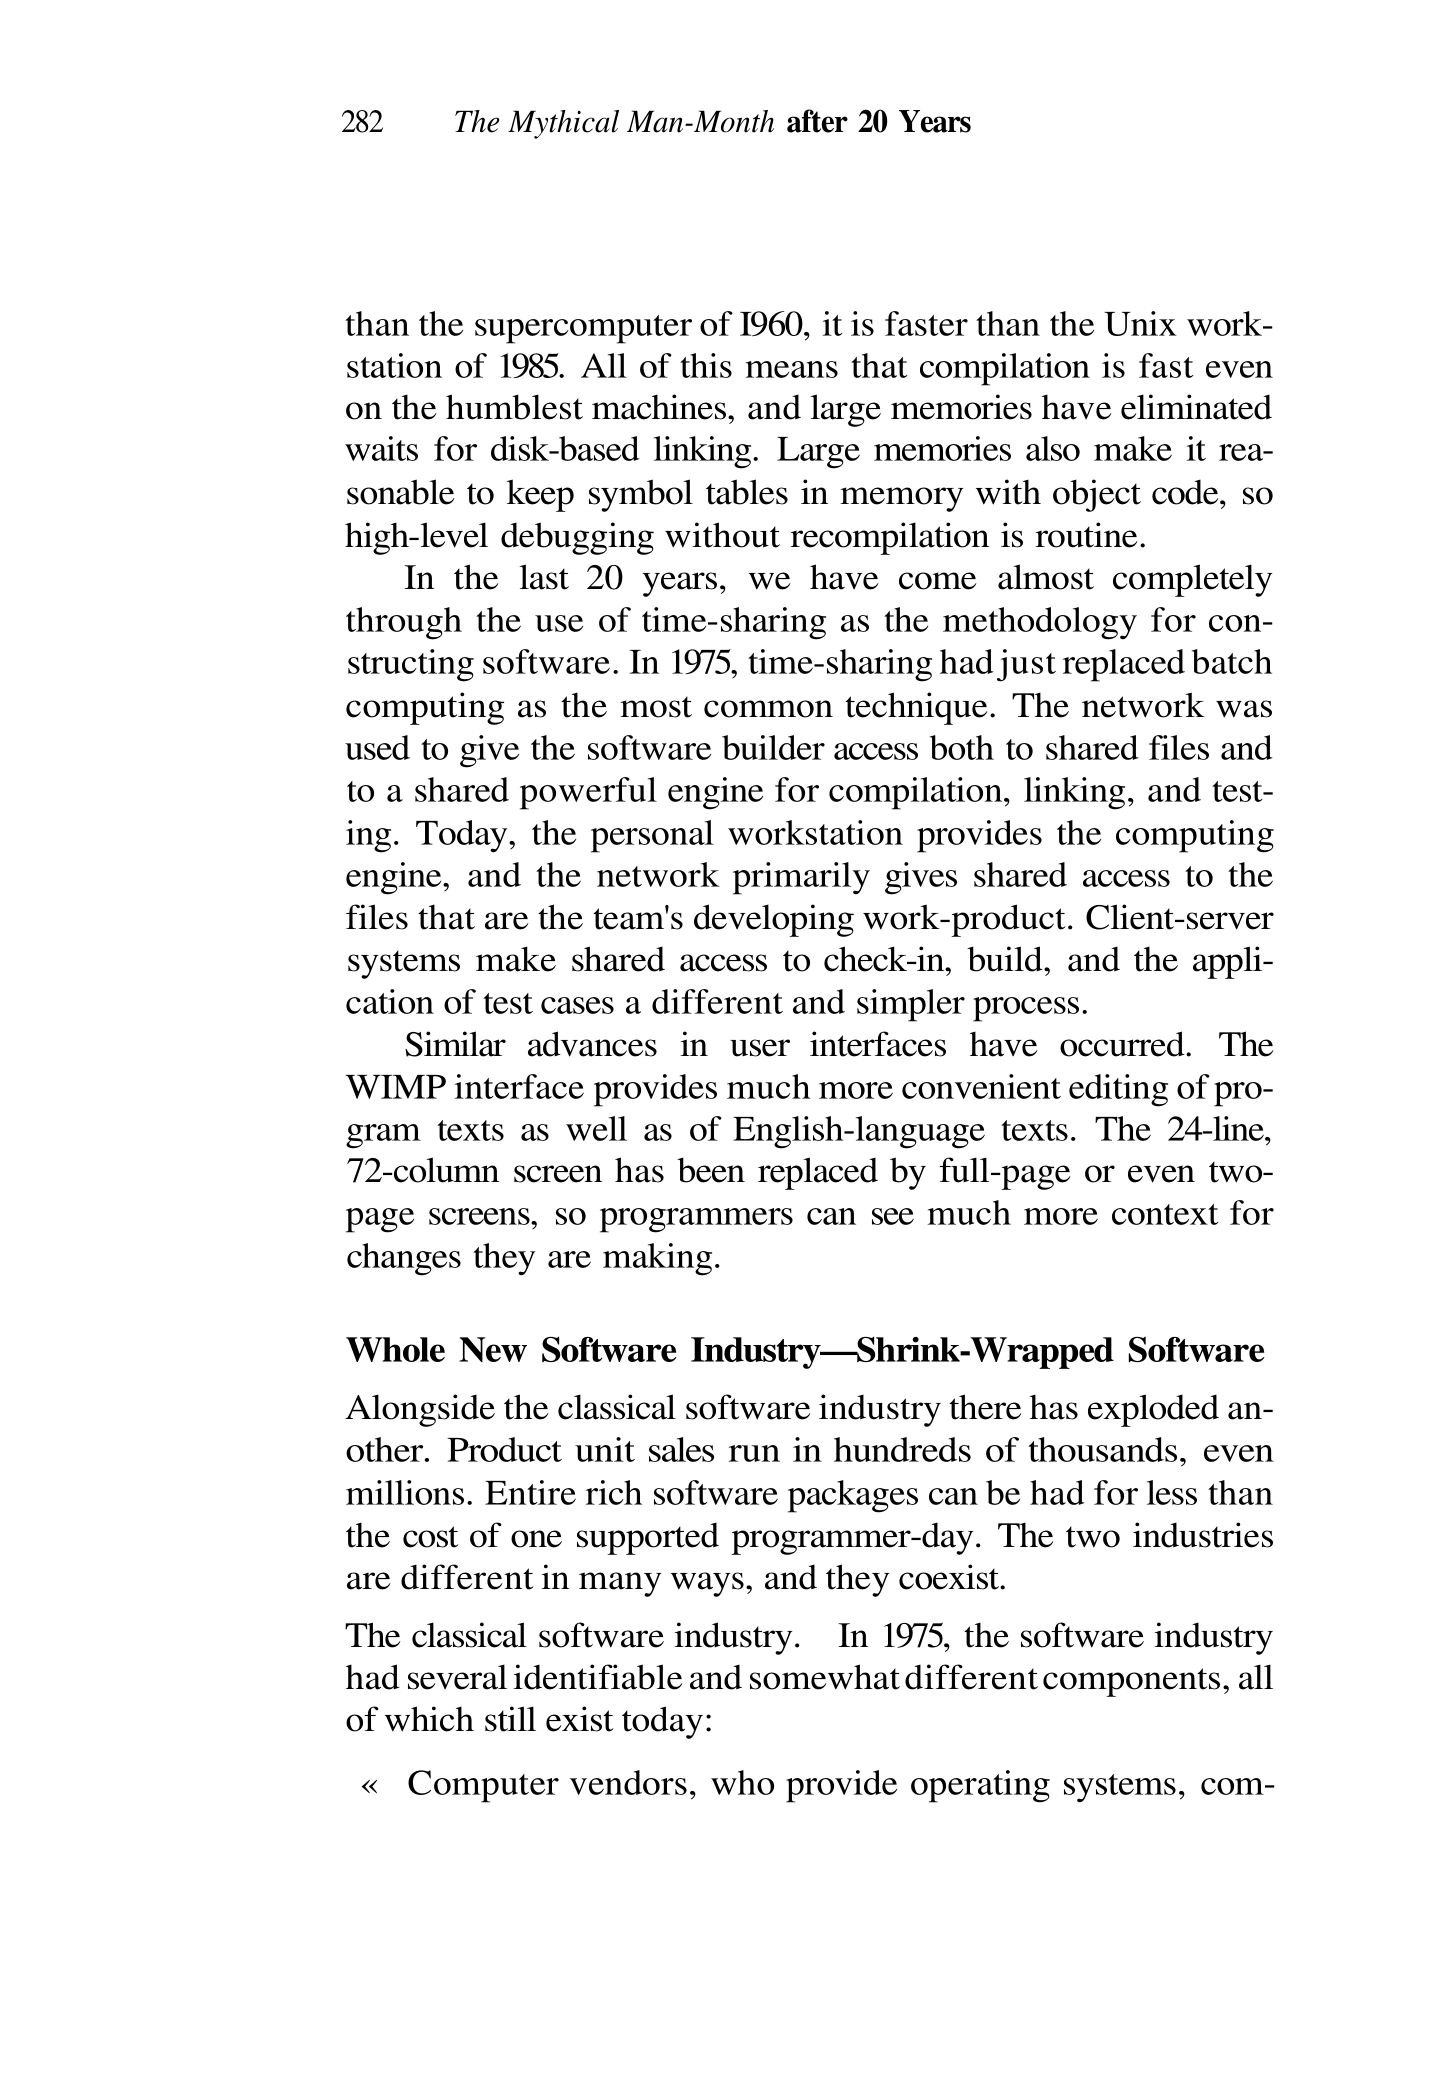 282 The Mythical Man-Month after 20 Years
than the supercomputer of I960, it is faster than the Unix work-
station of 1985. All of this means that compilation is fast even
on the humblest machines, and large memories have eliminated
waits for disk-based linking. Large memories also make it rea-
sonable to keep symbol tables in memory with object code, so
high-level debugging without recompilation is routine.
In the last 20 years, we have come almost completely
through the use of time-sharing as the methodology for con-
structing software. In 1975, time-sharing had just replaced batch
computing as the most common technique. The network was
used to give the software builder access both to shared files and
to a shared powerful engine for compilation, linking, and test-
ing. Today, the personal workstation provides the computing
engine, and the network primarily gives shared access to the
files that are the team's developing work-product. Client-server
systems make shared access to check-in, build, and the appli-
cation of test cases a different and simpler process.
Similar advances in user interfaces have occurred. The
WIMP interface provides much more convenient editing of pro-
gram texts as well as of English-language texts. The 24-line,
72-column screen has been replaced by full-page or even two-
page screens, so programmers can see much more context for
changes they are making.
Whole New Software Industry—Shrink-Wrapped Software
Alongside the classical software industry there has exploded an-
other. Product unit sales run in hundreds of thousands, even
millions. Entire rich software packages can be had for less than
the cost of one supported programmer-day. The two industries
are different in many ways, and they coexist.
The classical software industry. In 1975, the software industry
had several identifiable and somewhat different components, all
of which still exist today:
« Computer vendors, who provide operating systems, com-